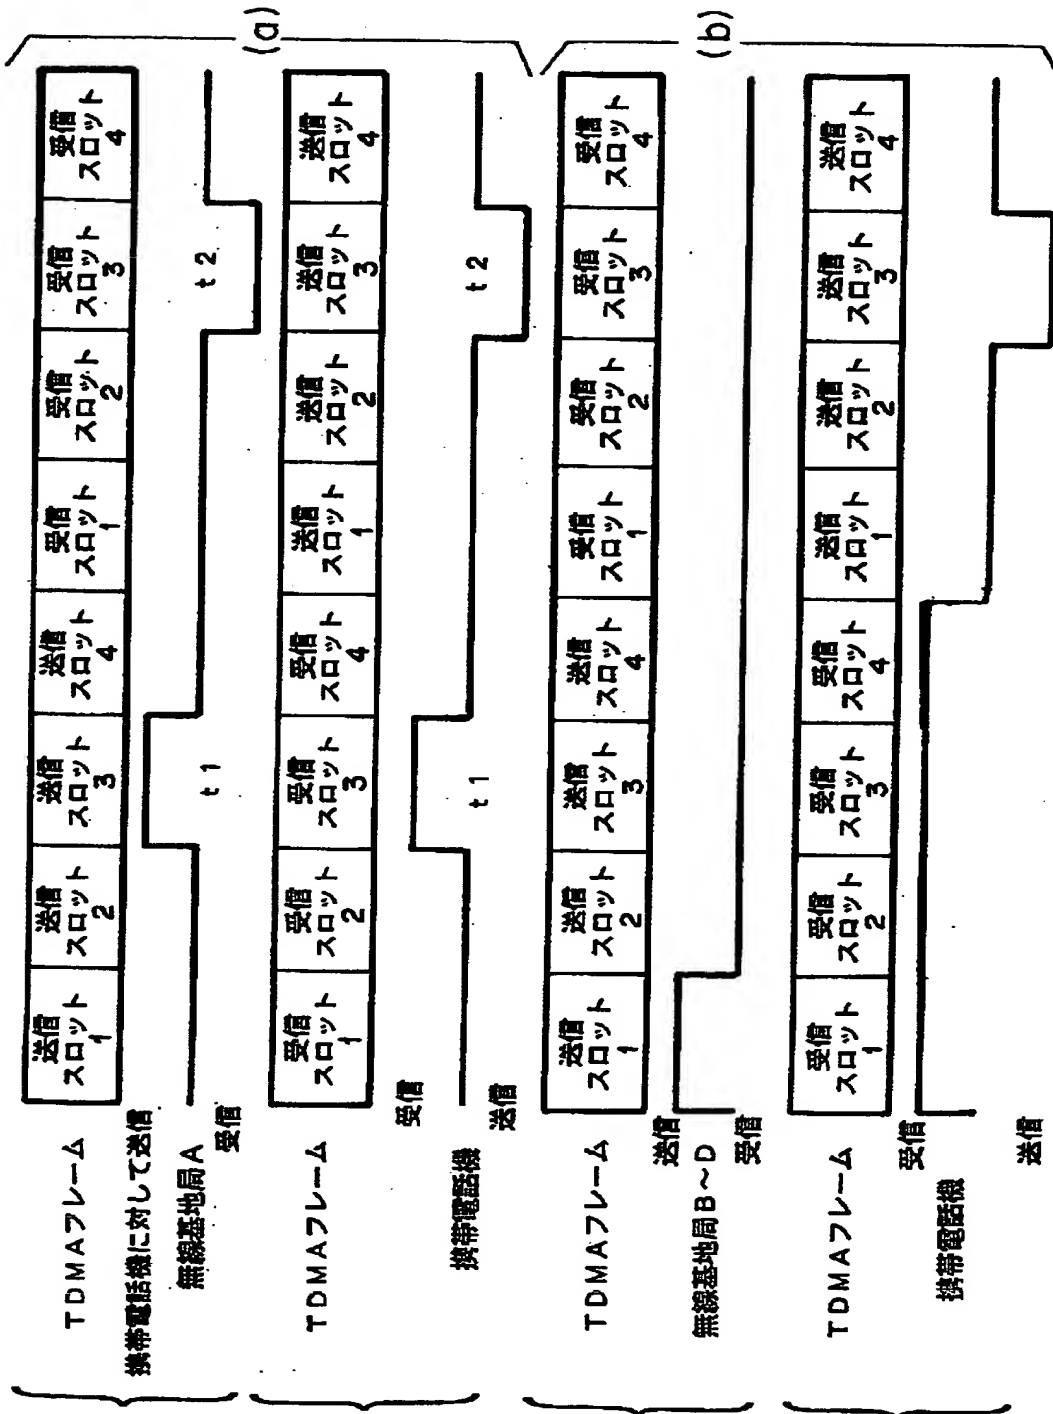 (a)
TDMAフレーム
送信スロット1
送信スロット2
送信スロット3
送信スロット4
受信スロット1
受信スロット2
受信スロット3
受信スロット4
携帯電話機に対して送信
無線基地局A
受信
t1
t2
TDMAフレーム
受信スロット1
受信スロット2
受信スロット3
受信スロット4
送信スロット1
送信スロット2
送信スロット3
送信スロット4
受信
携帯電話機
送信
t1
t2
(b)
TDMAフレーム
送信スロット1
送信スロット2
送信スロット3
送信スロット4
受信スロット1
受信スロット2
受信スロット3
受信スロット4
送信
無線基地局B～D
受信
TDMAフレーム
受信スロット1
受信スロット2
受信スロット3
受信スロット4
送信スロット1
送信スロット2
送信スロット3
送信スロット4
受信
携帯電話機
送信